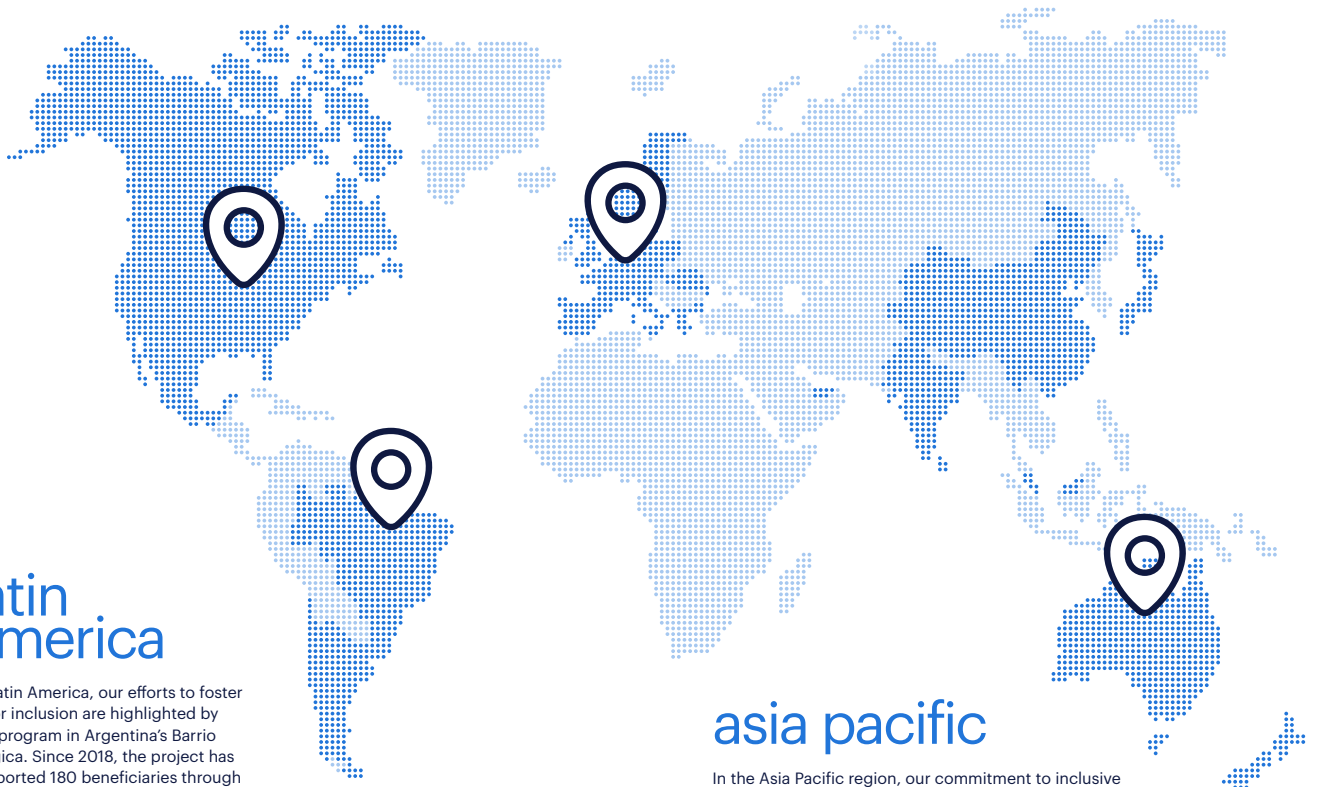 atin
merica
atin America, our efforts to foster
r inclusion are highlighted by
program in Argentina's Barrio
gica. Since 2018, the project has
ported 180 beneficiaries through
asia pacific
In the Asia Pacific region, our commitment to inclusive